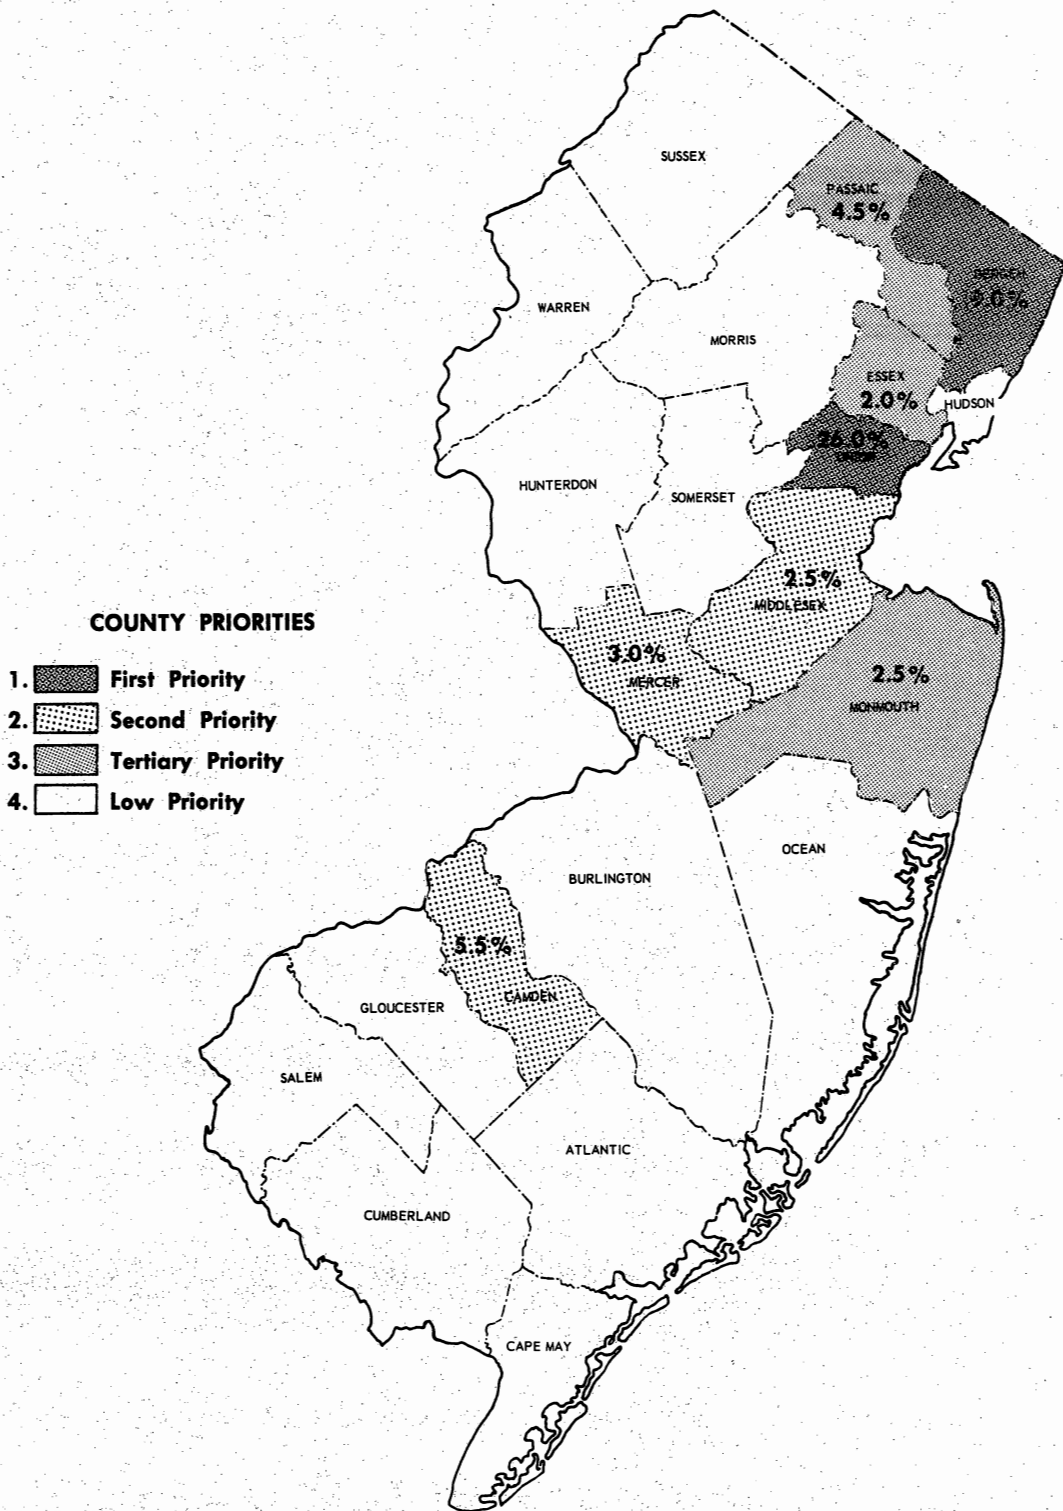 SUSSEX
PASSAIC
4.5%
BERGEN
9.0%
WARREN
MORRIS
ESSEX
2.0%
HUDSON
26.0%
UNION
HUNTERDON
SOMERSET
2.5%
MIDDLESEX
3.0%
MERCER
2.5%
MONMOUTH
COUNTY PRIORITIES
1. First Priority
2. Second Priority
3. Tertiary Priority
4. Low Priority
OCEAN
BURLINGTON
5.5%
CAMDEN
GLOUCESTER
SALEM
ATLANTIC
CUMBERLAND
CAPE MAY